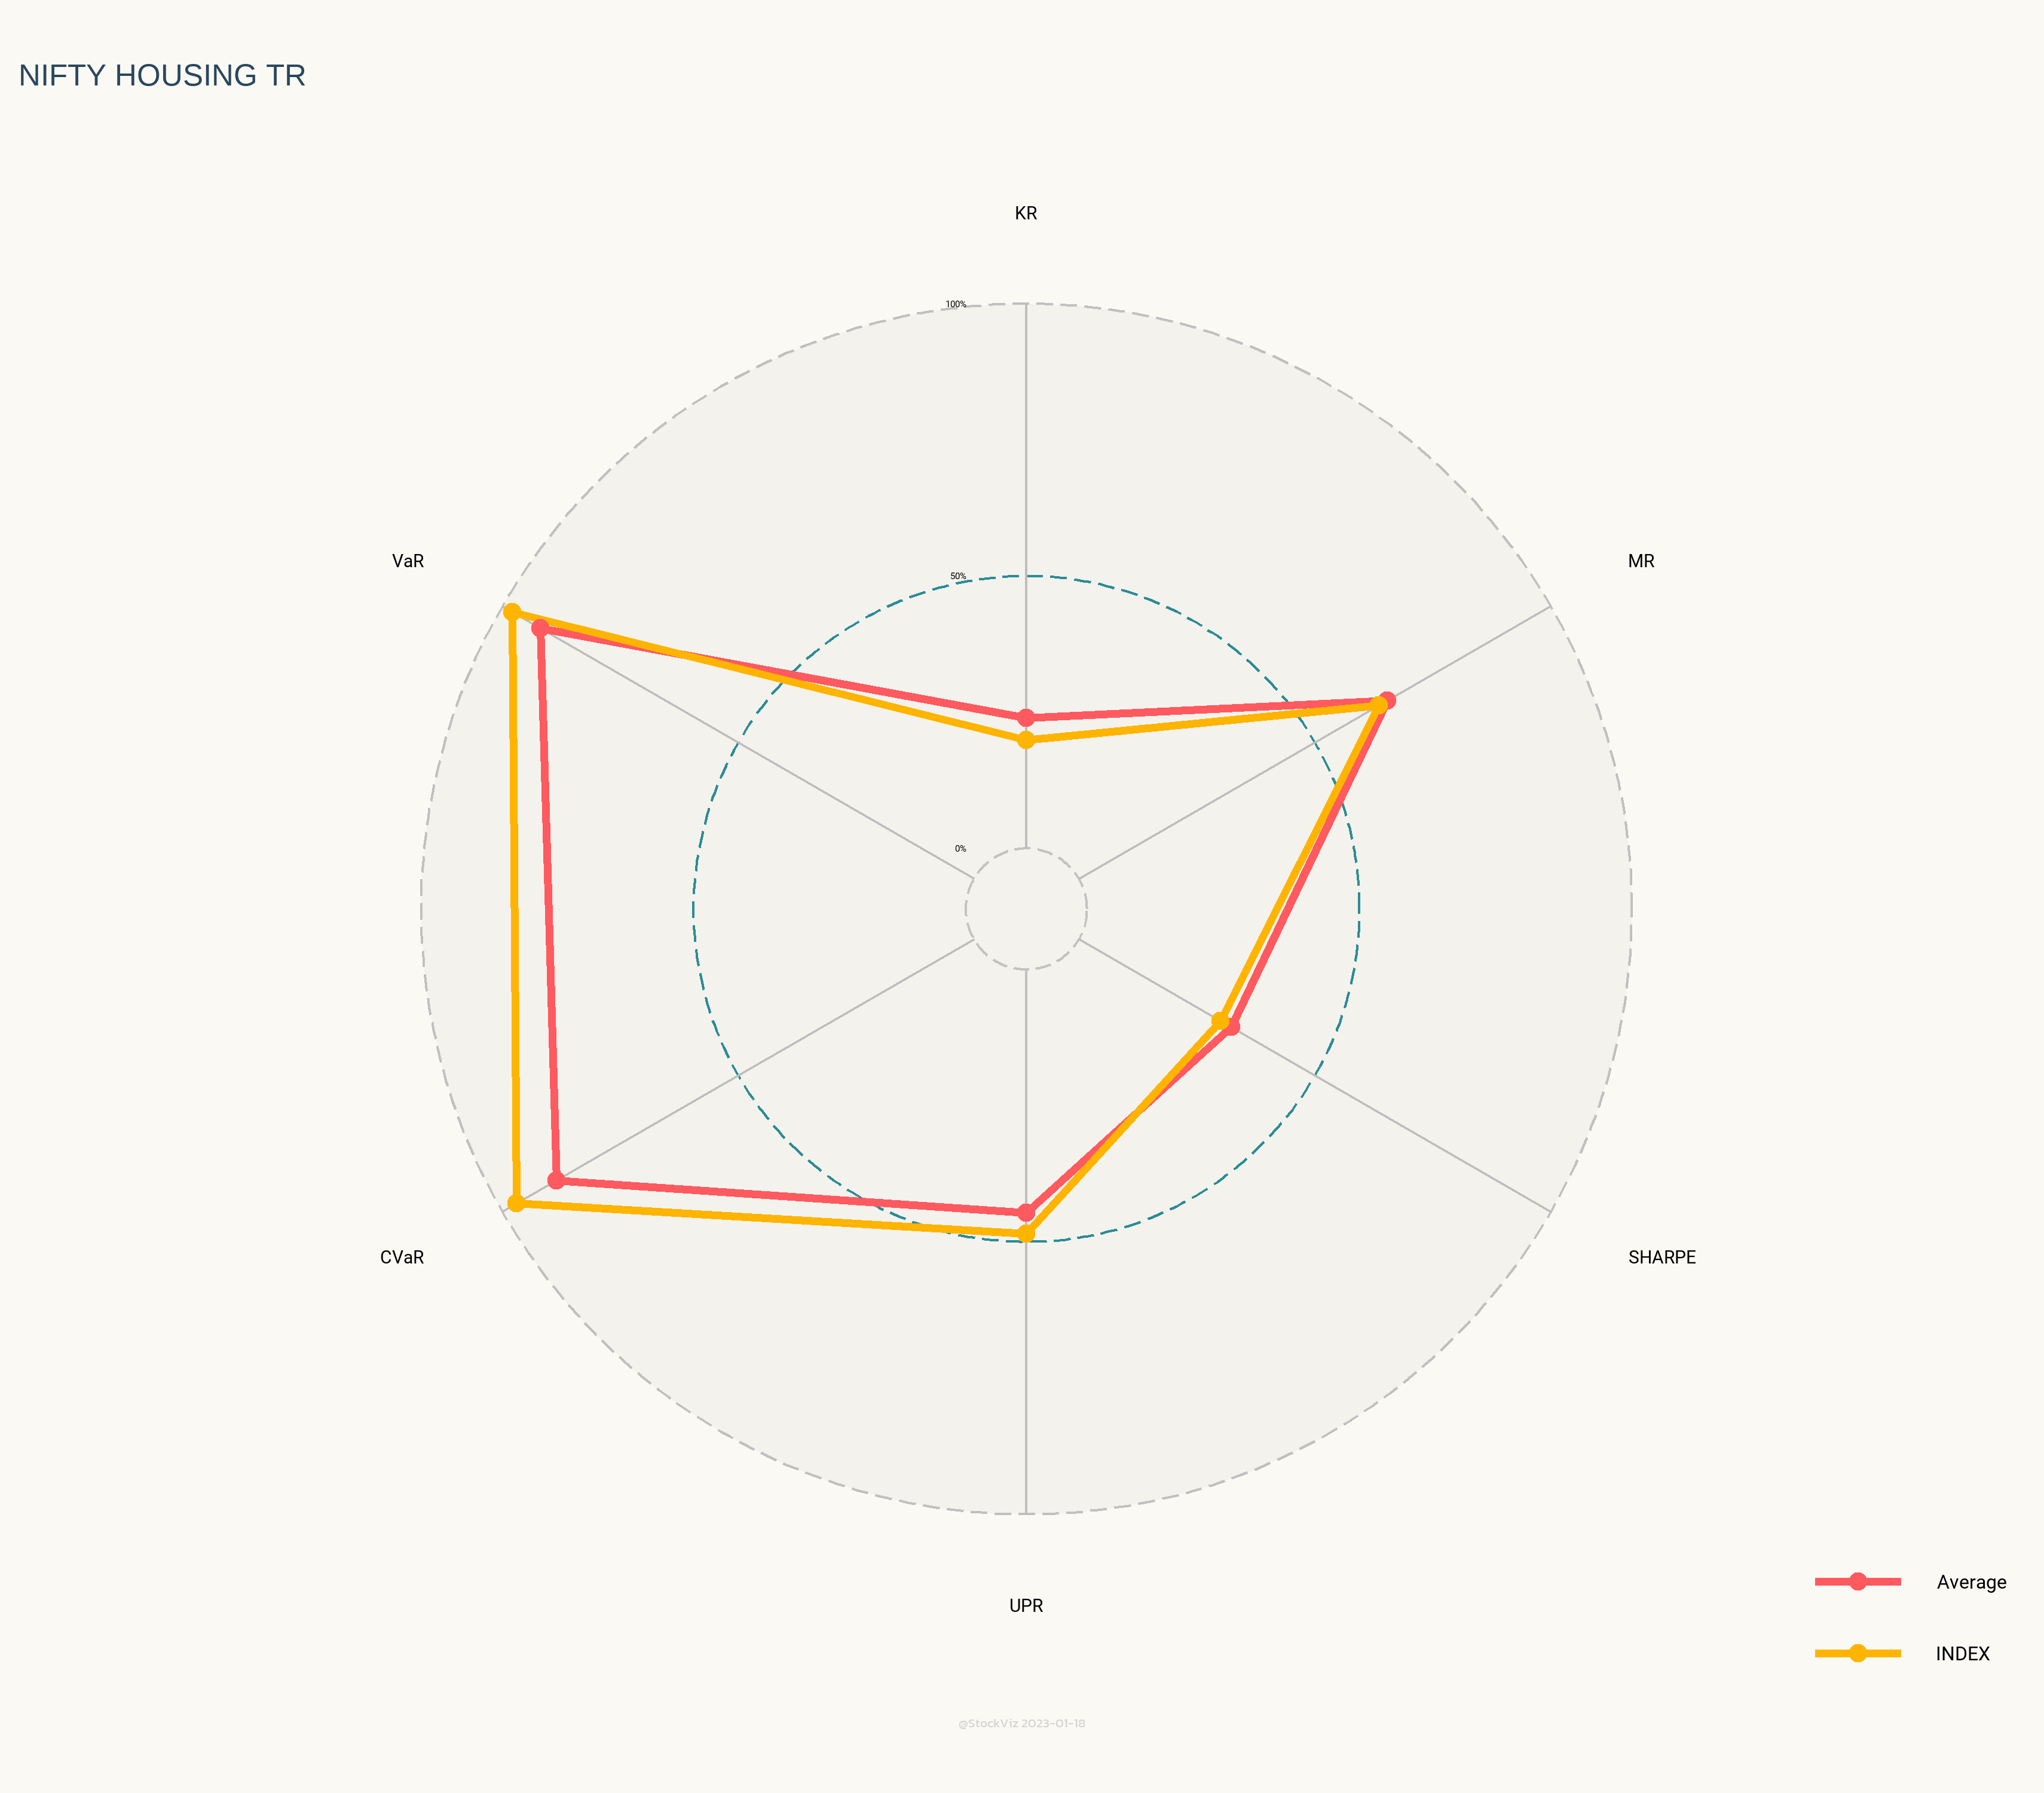 NIFTY HOUSING TR
KR
100%
VaR
MR
50%
0%
CVaR
SHARPE
UPR
Average
INDEX
@StockViz 2023-01-18